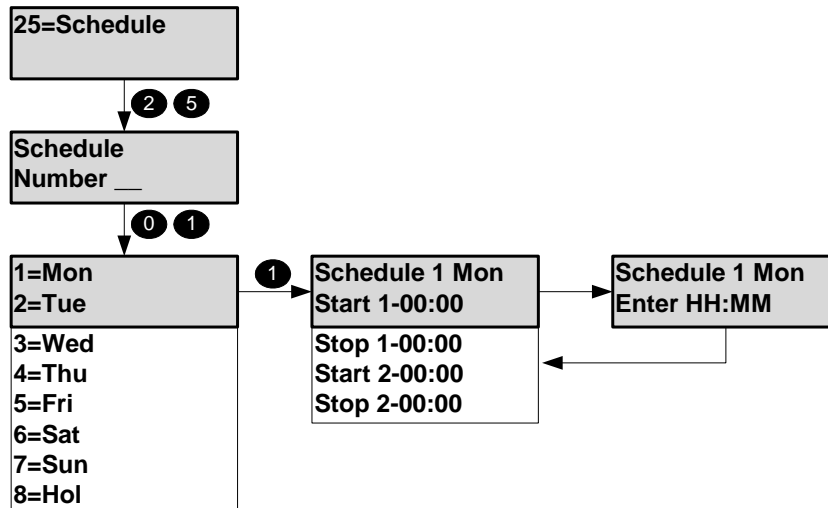 25=Schedule
2 5
Schedule
Number __
0 1
1=Mon
2=Tue
3=Wed
4=Thu
5=Fri
6=Sat
7=Sun
8=Hol
1
Schedule 1 Mon
Start 1-00:00
Stop 1-00:00
Start 2-00:00
Stop 2-00:00
Schedule 1 Mon
Enter HH:MM